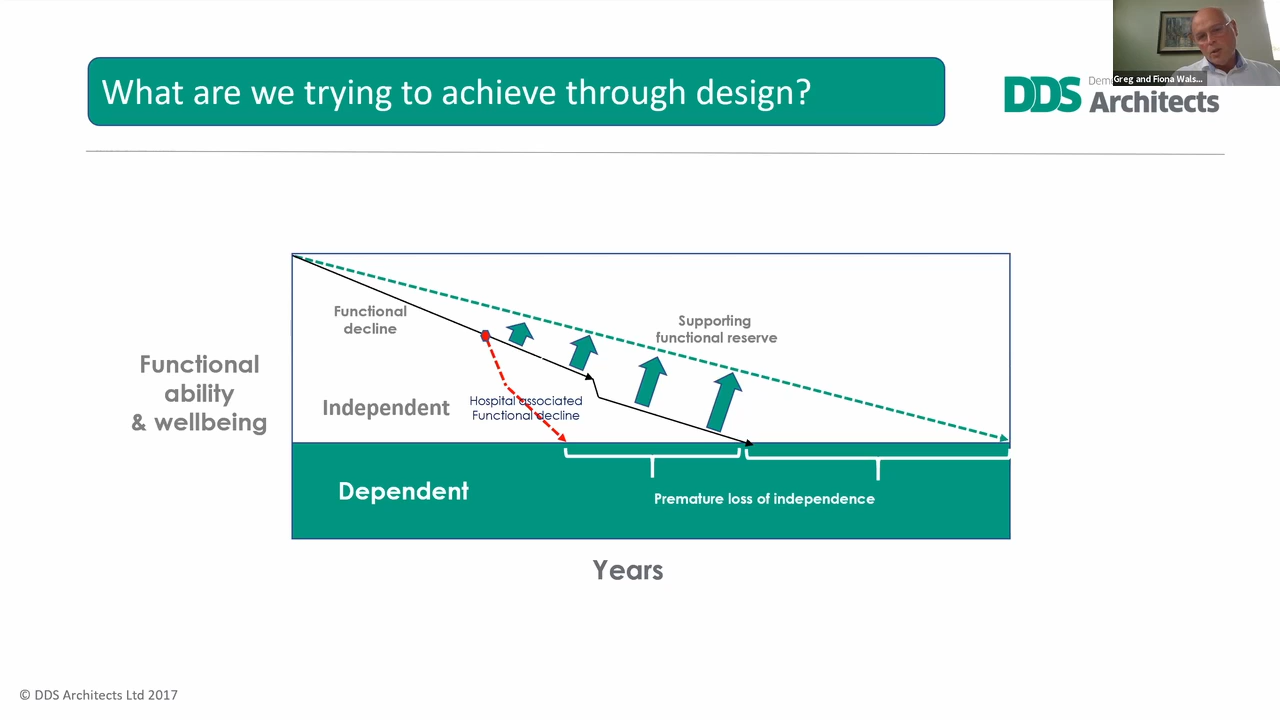 What are we trying to achieve through design?
DDS
Architects
Greg and Fiona Wals...
Functional
decline
Supporting
functional reserve
Functional
ability
& wellbeing
Independent
Hospital associated
Functional decline
Dependent
Premature loss of independence
Years
© DDS Architects Ltd 2017